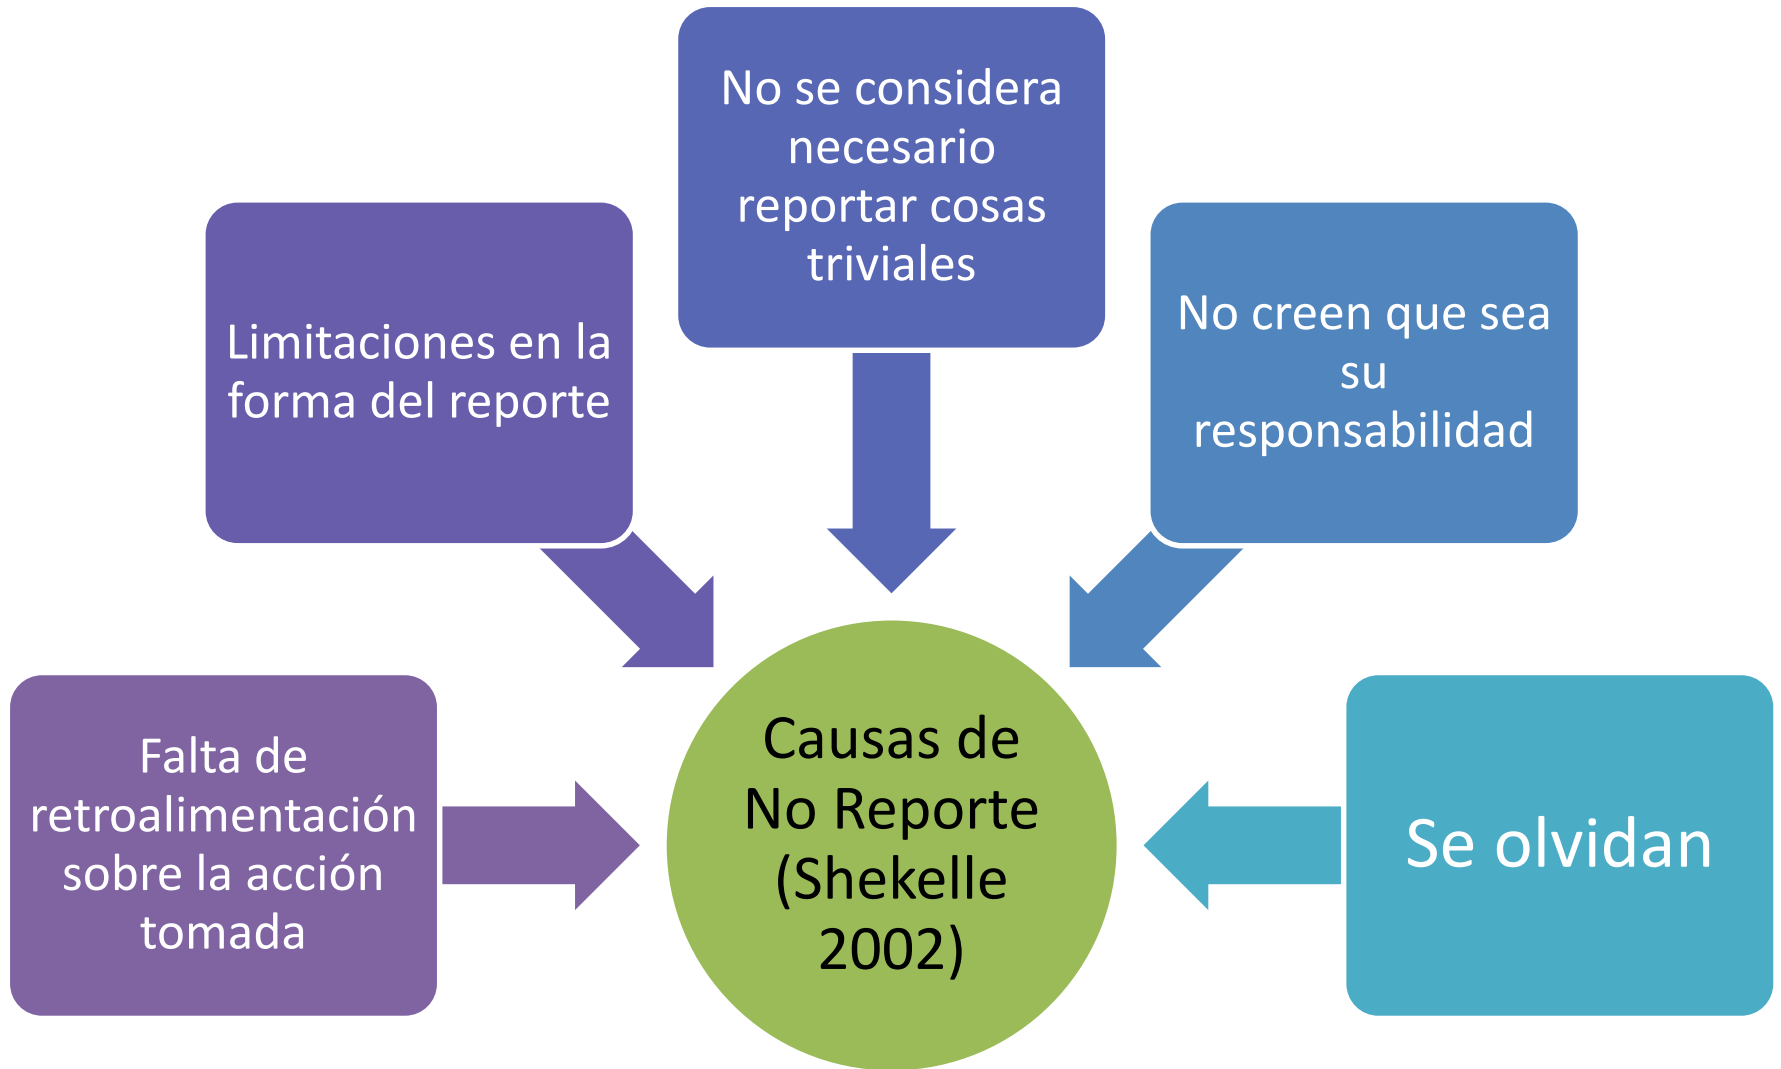 No se considera
necesario
reportar cosas
triviales
Limitaciones en la
forma del reporte
No creen que sea
su
responsabilidad
Falta de
retroalimentación
sobre la acción
tomada
Causas de
No Reporte
(Shekelle
2002)
Se olvidan